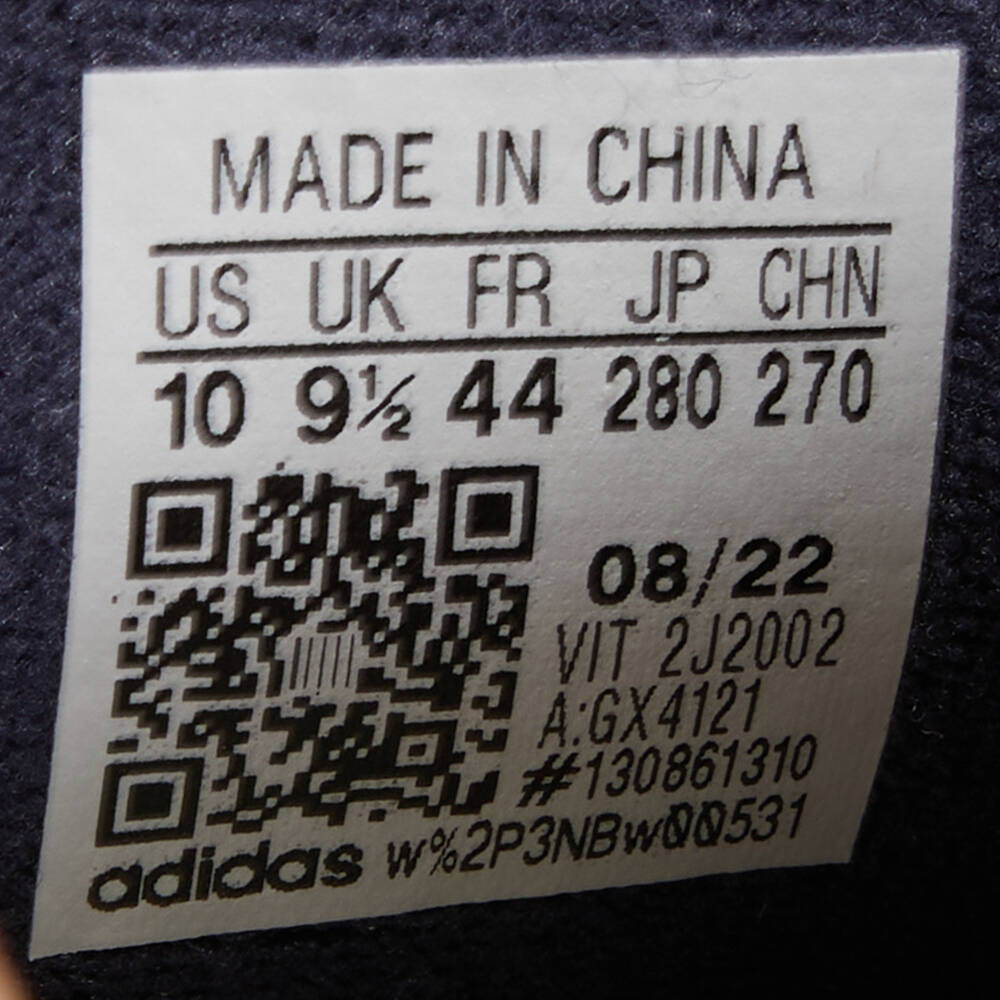 MADE IN CHINA
US UK FR JP CHN
10 9½ 44 280 270
08/22
VIT 2J2002
A:GX4121
#130861310
adidas w%2P3NBw00531